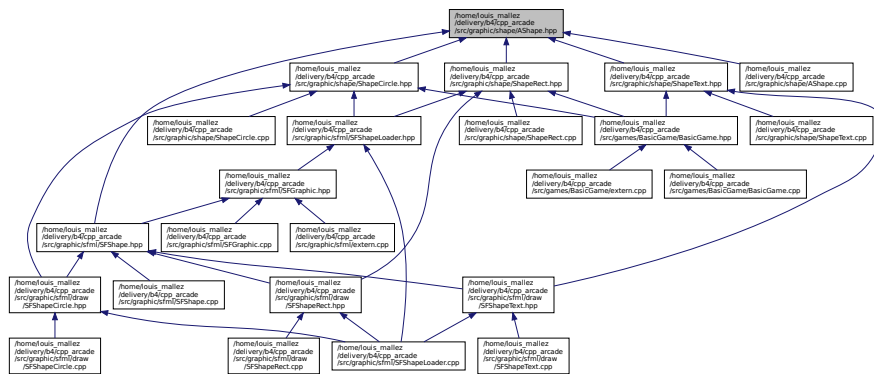 /home/louis_mallez
/delivery/b4/cpp_arcade
/src/graphic/shape/AShape.hpp
/home/louis_mallez
/delivery/b4/cpp_arcade
/src/graphic/shape/ShapeCircle.hpp
/home/louis_mallez
/delivery/b4/cpp_arcade
/src/graphic/shape/ShapeRect.hpp
/home/louis_mallez
/delivery/b4/cpp_arcade
/src/graphic/shape/ShapeText.hpp
/home/louis_mallez
/delivery/b4/cpp_arcade
/src/graphic/shape/AShape.cpp
/home/louis_mallez
/delivery/b4/cpp_arcade
/src/graphic/shape/ShapeCircle.cpp
/home/louis_mallez
/delivery/b4/cpp_arcade
/src/graphic/sfml/SFShapeLoader.hpp
/home/louis_mallez
/delivery/b4/cpp_arcade
/src/graphic/shape/ShapeRect.cpp
/home/louis_mallez
/delivery/b4/cpp_arcade
/src/games/BasicGame/BasicGame.hpp
/home/louis_mallez
/delivery/b4/cpp_arcade
/src/graphic/shape/ShapeText.cpp
/home/louis_mallez
/delivery/b4/cpp_arcade
/src/graphic/sfml/SFGraphic.hpp
/home/louis_mallez
/delivery/b4/cpp_arcade
/src/games/BasicGame/extern.cpp
/home/louis_mallez
/delivery/b4/cpp_arcade
/src/games/BasicGame/BasicGame.cpp
/home/louis_mallez
/delivery/b4/cpp_arcade
/src/graphic/sfml/SFShape.hpp
/home/louis_mallez
/delivery/b4/cpp_arcade
/src/graphic/sfml/SFGraphic.cpp
/home/louis_mallez
/delivery/b4/cpp_arcade
/src/graphic/sfml/extern.cpp
/home/louis_mallez
/delivery/b4/cpp_arcade
/src/graphic/sfml/draw
/SFShapeCircle.hpp
/home/louis_mallez
/delivery/b4/cpp_arcade
/src/graphic/sfml/SFShape.cpp
/home/louis_mallez
/delivery/b4/cpp_arcade
/src/graphic/sfml/draw
/SFShapeRect.hpp
/home/louis_mallez
/delivery/b4/cpp_arcade
/src/graphic/sfml/draw
/SFShapeText.hpp
/home/louis_mallez
/delivery/b4/cpp_arcade
/src/graphic/sfml/draw
/SFShapeCircle.cpp
/home/louis_mallez
/delivery/b4/cpp_arcade
/src/graphic/sfml/draw
/SFShapeRect.cpp
/home/louis_mallez
/delivery/b4/cpp_arcade
/src/graphic/sfml/SFShapeLoader.cpp
/home/louis_mallez
/delivery/b4/cpp_arcade
/src/graphic/sfml/draw
/SFShapeText.cpp